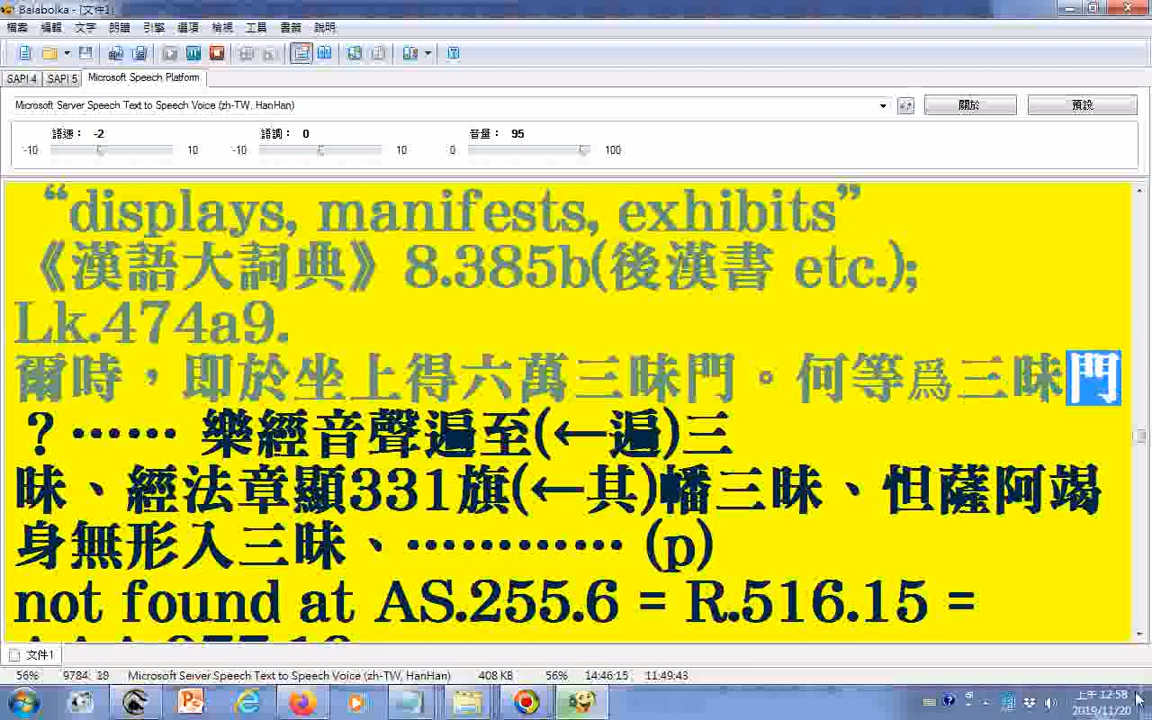 Balabolka - [文件1]
檔案 編輯 文字 朗讀 引擎 選項 檢視 工具 書籤 說明
SAPI 4 SAPI 5 Microsoft Speech Platform
Microsoft Server Speech Text to Speech Voice (zh-TW, HanHan) 關於 預設
語速： -2 語調： 0 音量： 95
-10 10 -10 10 0 100
“displays, manifests, exhibits”
《漢語大詞典》8.385b(後漢書 etc.);
Lk.474a9.
爾時，即於坐上得六萬三昧門。何等爲三昧門
？…… 樂經音聲遍至(←遍)三
昧、經法章顯331旗(←其)幡三昧、怛薩阿竭
身無形入三昧、………… (p)
not found at AS.255.6 = R.516.15 =
文件1
56% 9784 18 Microsoft Server Speech Text to Speech Voice (zh-TW, HanHan) 408 KB 56% 14:46:15 11:49:43
上午 12:58
2019/11/20